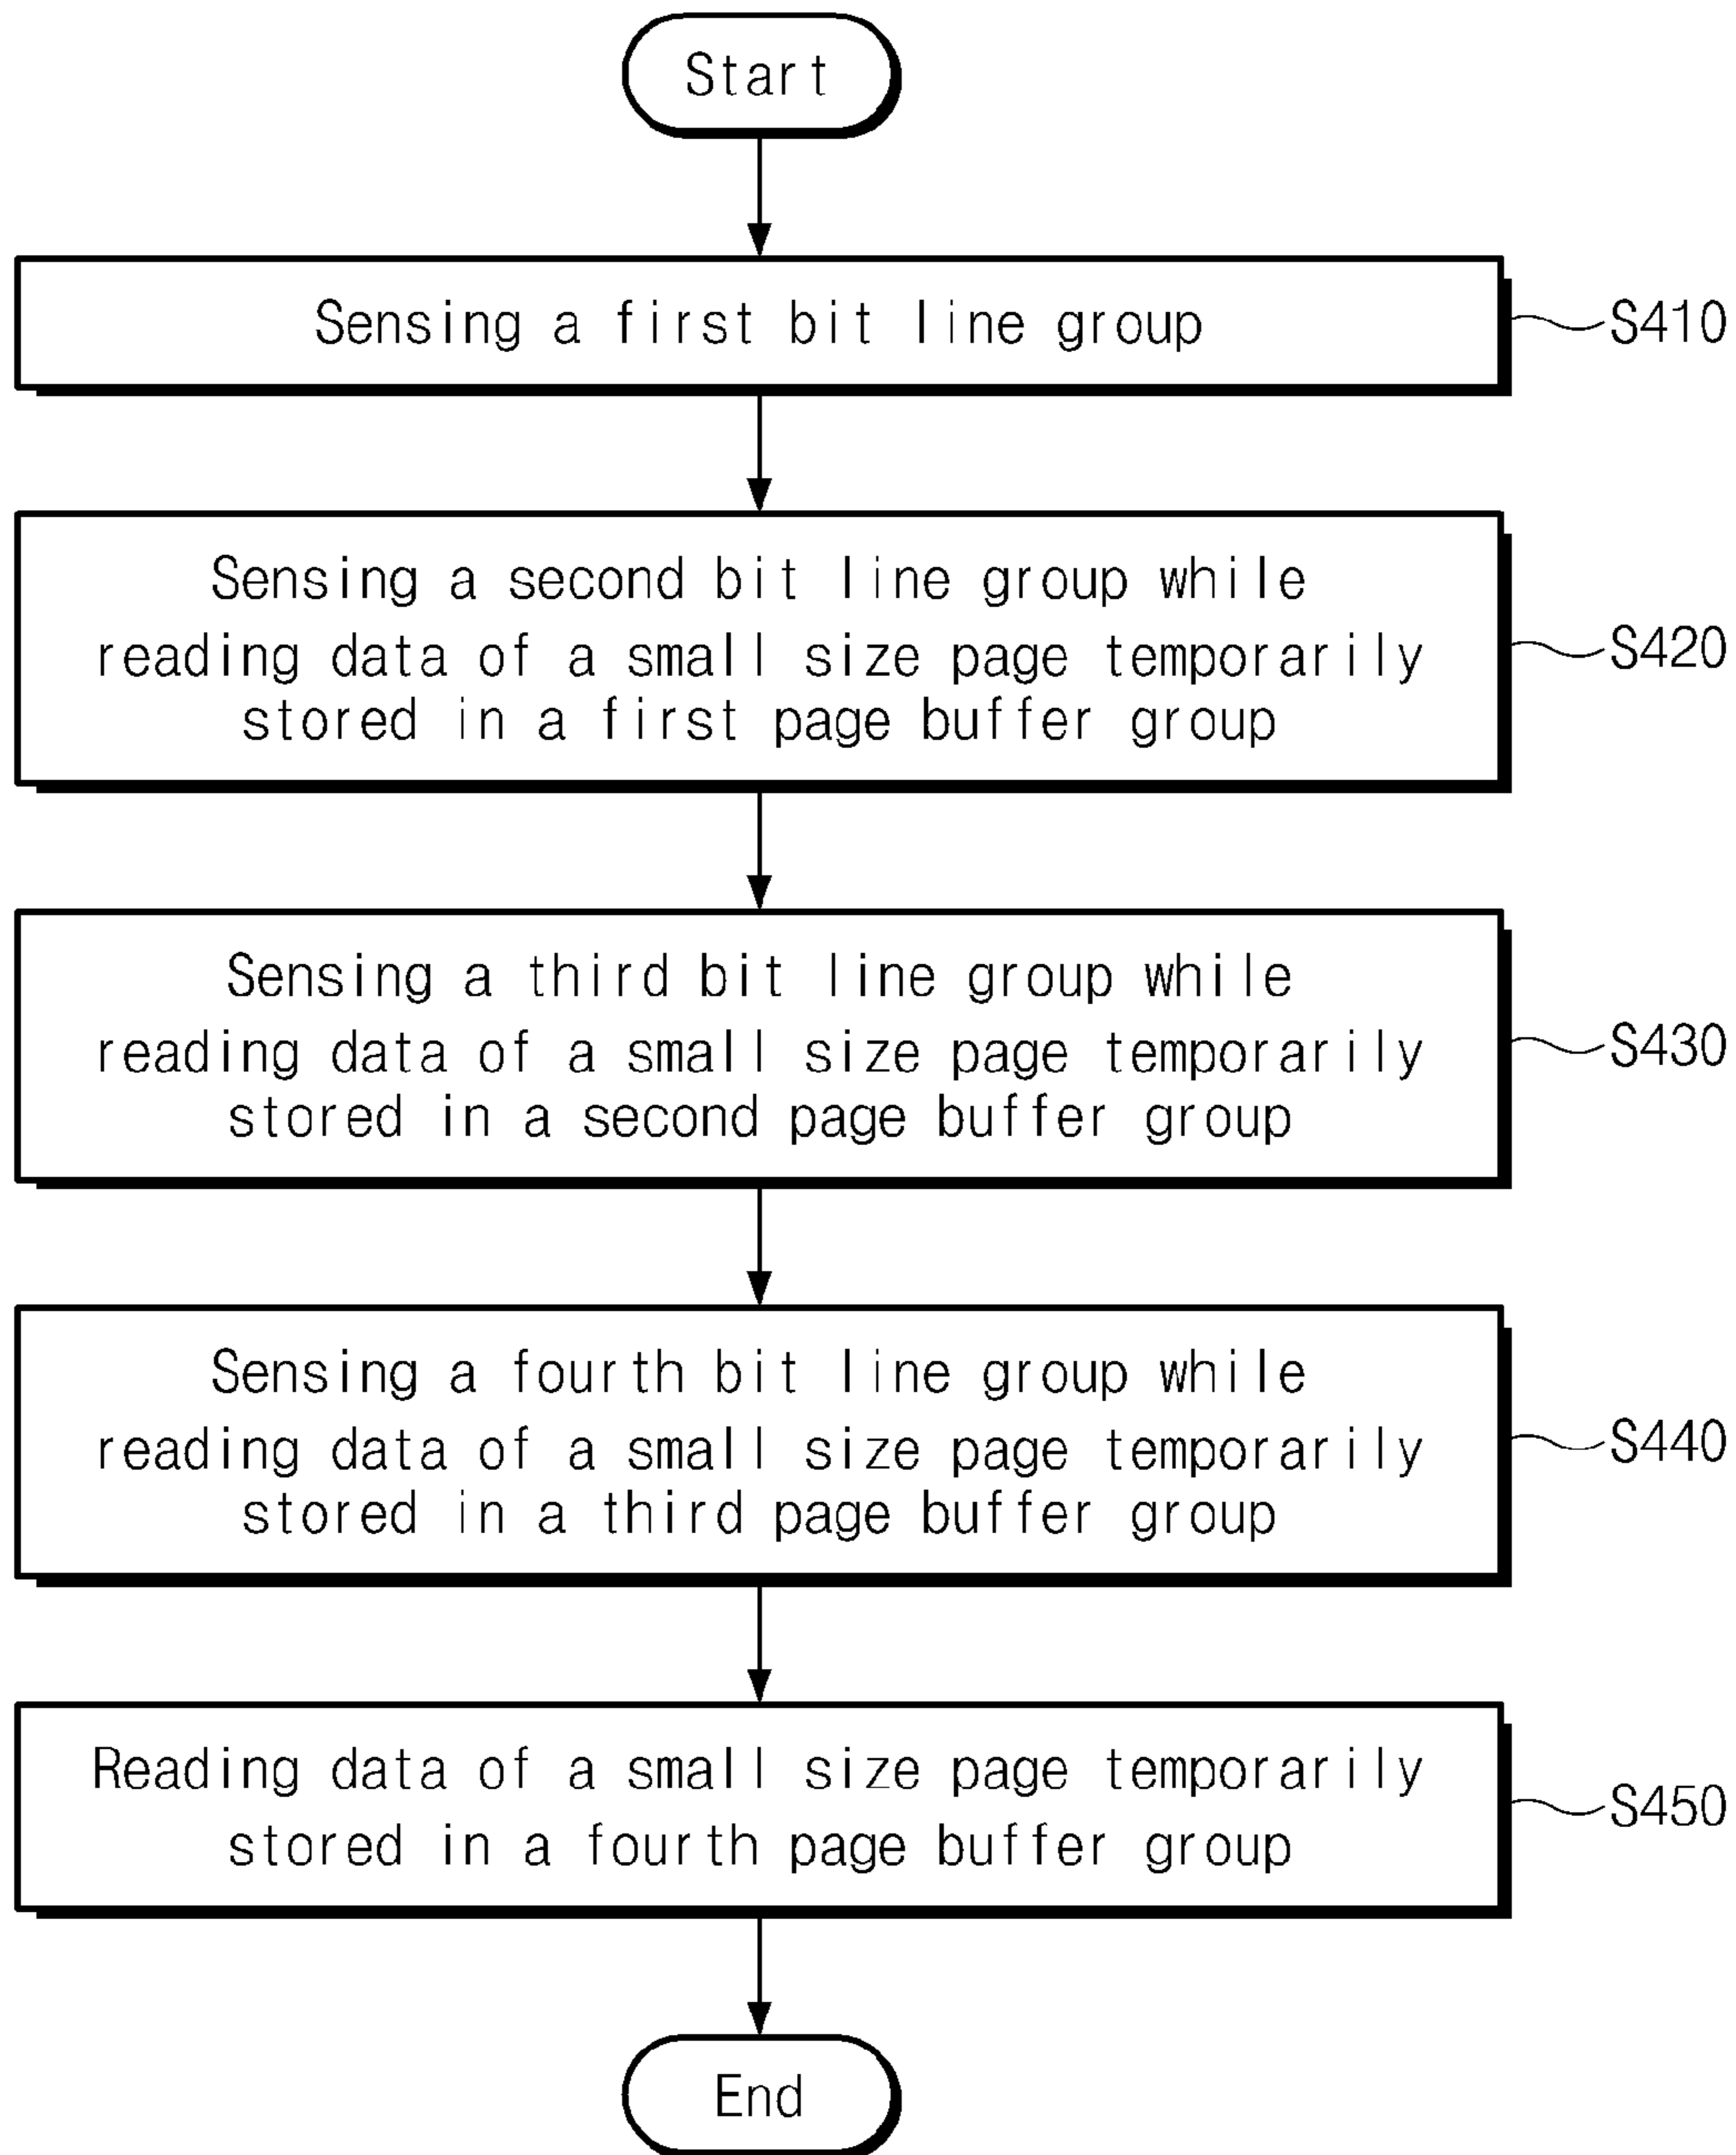 Start
Sensing a first bit line group
S410
Sensing a second bit line group while
reading data of a small size page temporarily
stored in a first page buffer group
S420
Sensing a third bit line group while
reading data of a small size page temporarily
stored in a second page buffer group
S430
Sensing a fourth bit line group while
reading data of a small size page temporarily
stored in a third page buffer group
S440
Reading data of a small size page temporarily
stored in a fourth page buffer group
S450
End